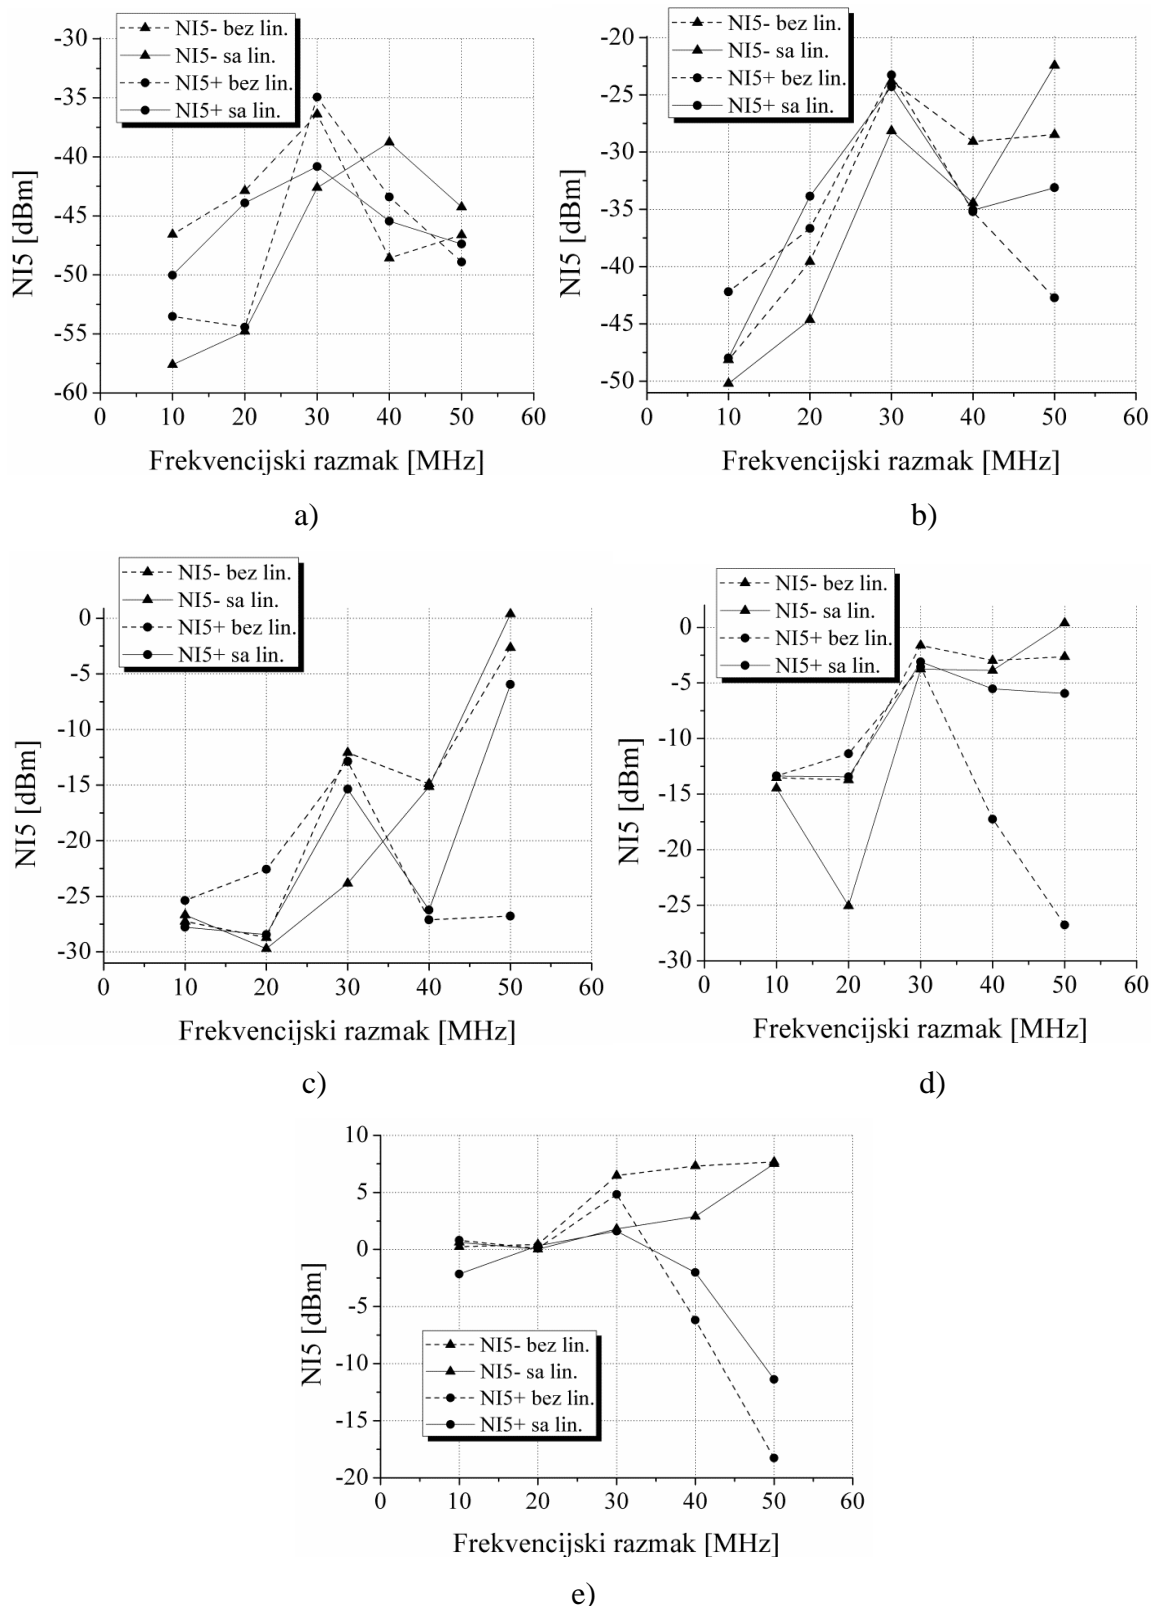 NI5- bez lin.
NI5- sa lin.
NI5+ bez lin.
NI5+ sa lin.
-30
-35
-40
-45
-50
-55
-60
NI5 [dBm]
0 10 20 30 40 50 60
Frekvencijski razmak [MHz]
a)
NI5- bez lin.
NI5- sa lin.
NI5+ bez lin.
NI5+ sa lin.
-20
-25
-30
-35
-40
-45
-50
NI5 [dBm]
0 10 20 30 40 50 60
Frekvencijski razmak [MHz]
b)
NI5- bez lin.
NI5- sa lin.
NI5+ bez lin.
NI5+ sa lin.
0
-5
-10
-15
-20
-25
-30
NI5 [dBm]
0 10 20 30 40 50 60
Frekvencijski razmak [MHz]
c)
NI5- bez lin.
NI5- sa lin.
NI5+ bez lin.
NI5+ sa lin.
0
-5
-10
-15
-20
-25
-30
NI5 [dBm]
0 10 20 30 40 50 60
Frekvencijski razmak [MHz]
d)
10
5
0
-5
-10
-15
-20
NI5 [dBm]
NI5- bez lin.
NI5- sa lin.
NI5+ bez lin.
NI5+ sa lin.
0 10 20 30 40 50 60
Frekvencijski razmak [MHz]
e)